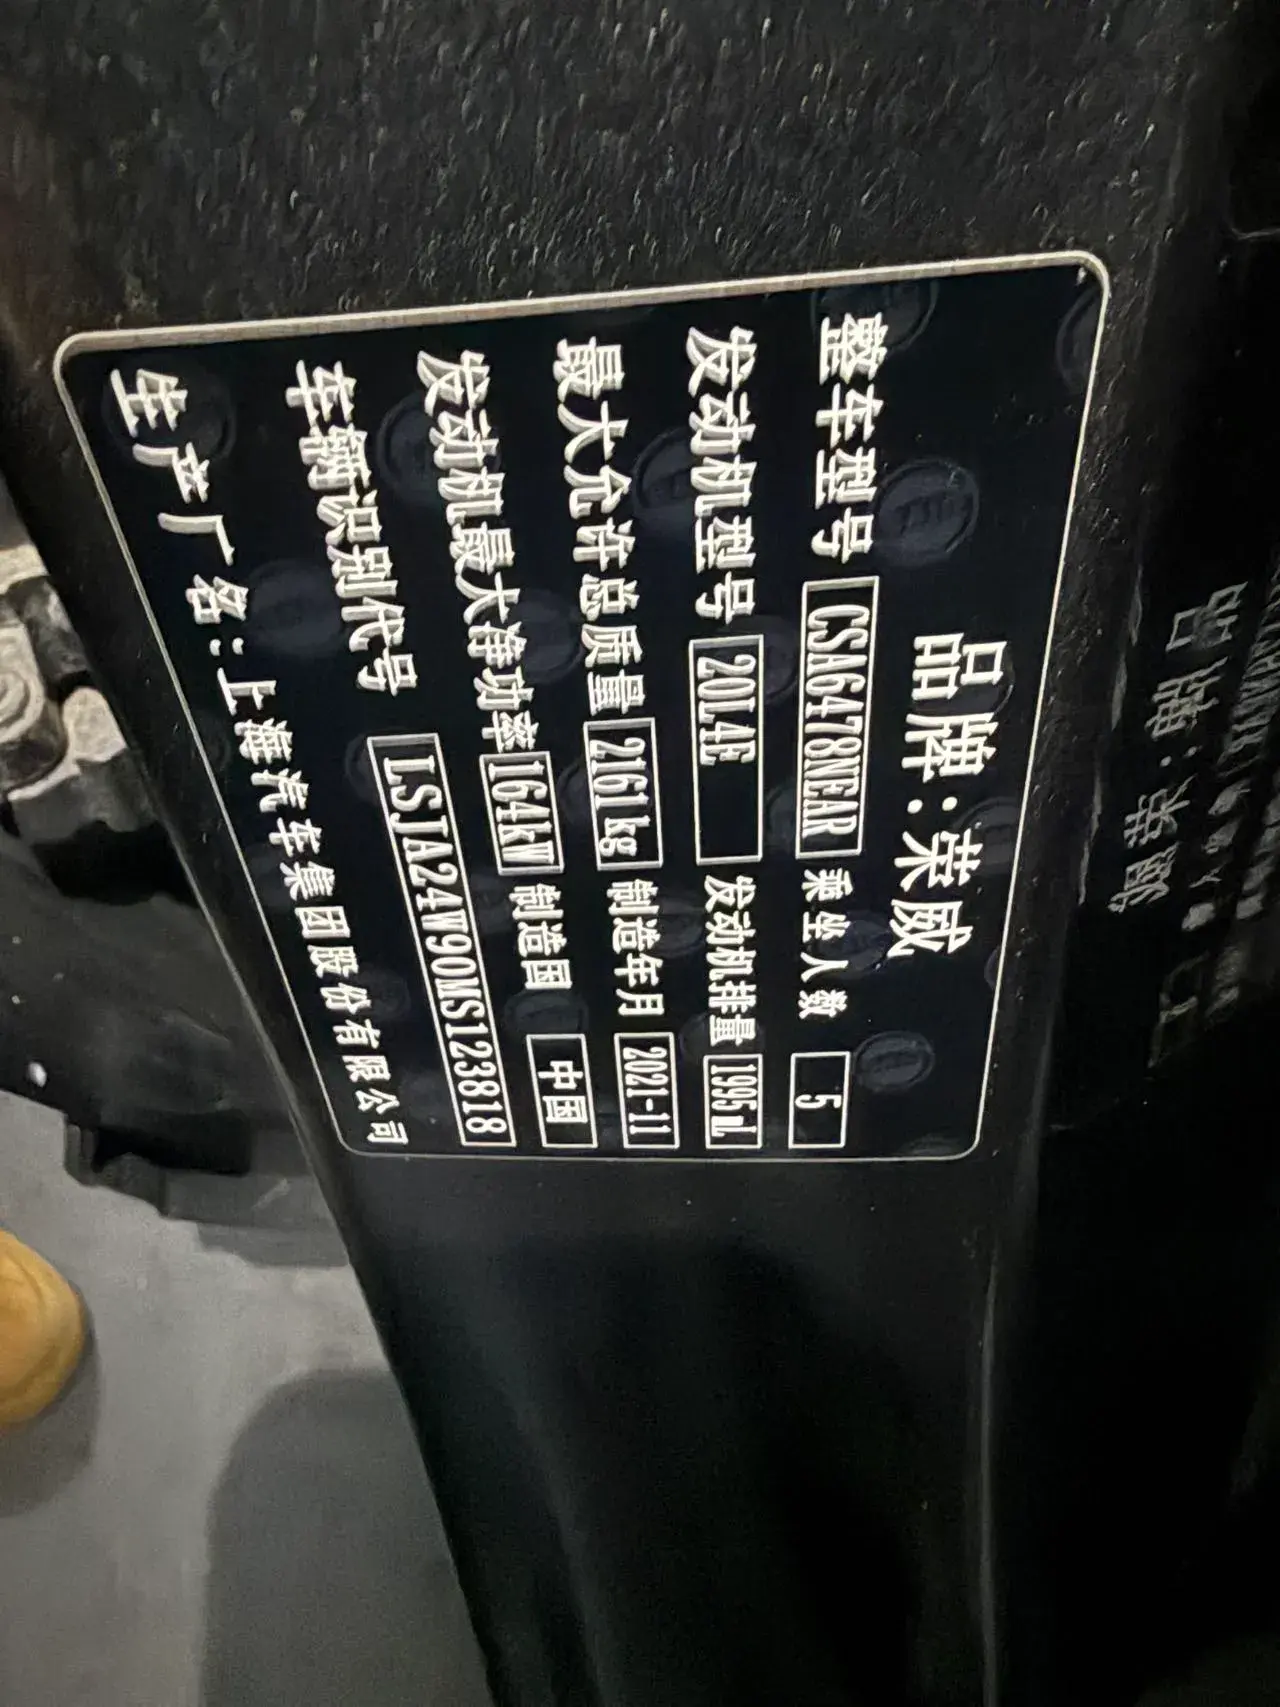 品牌:荣威
整车型号 CSA6478NEAR 乘坐人数 5
发动机型号 20L4E 发动机排量 1995mL
最大允许总质量 2161kg 制造年月 2021-11
发动机最大净功率 164kW 制造国 中国
车辆识别代号 LSJA24W90MS123818
生产厂名:上海汽车集团股份有限公司